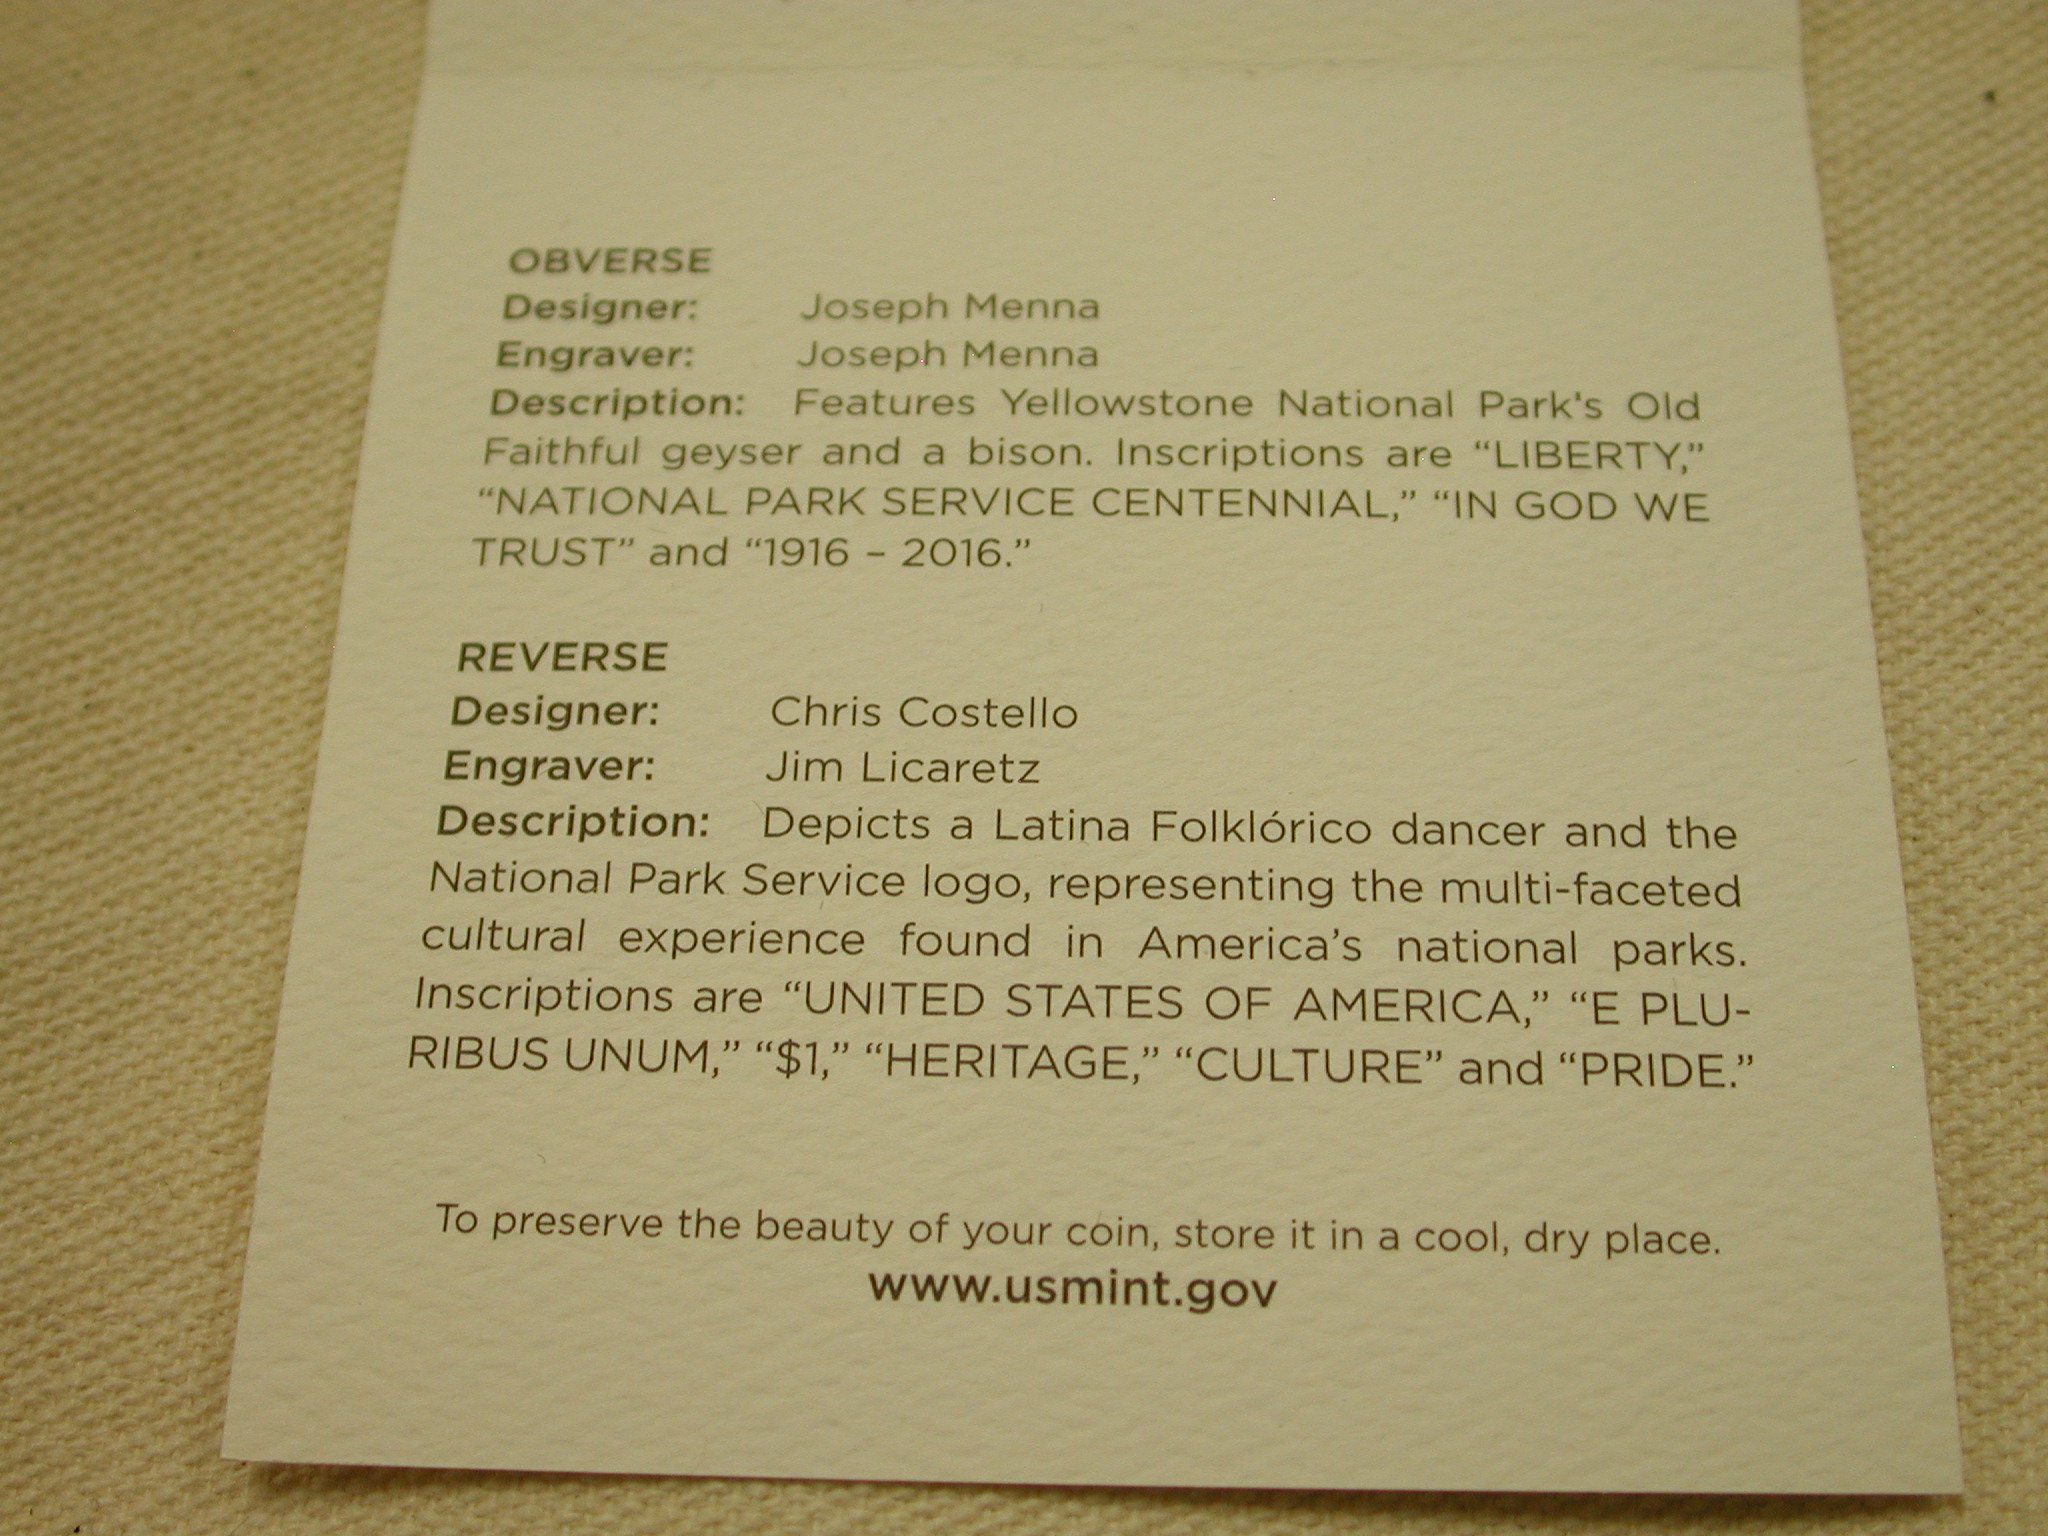 OBVERSE
Designer: Joseph Menna
Engraver: Joseph Menna
Description: Features Yellowstone National Park's Old
Faithful geyser and a bison. Inscriptions are “LIBERTY,”
“NATIONAL PARK SERVICE CENTENNIAL,” “IN GOD WE
TRUST” and “1916 – 2016.”
REVERSE
Designer: Chris Costello
Engraver: Jim Licaretz
Description: Depicts a Latina Folklórico dancer and the
National Park Service logo, representing the multi-faceted
cultural experience found in America’s national parks.
Inscriptions are “UNITED STATES OF AMERICA,” “E PLU-
RIBUS UNUM,” “$1,” “HERITAGE,” “CULTURE” and “PRIDE.”
To preserve the beauty of your coin, store it in a cool, dry place.
www.usmint.gov